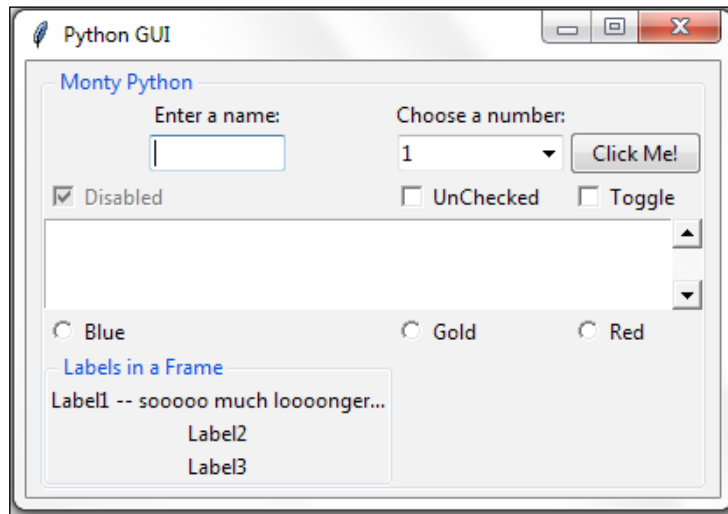 Python GUI
Monty Python
Enter a name: Choose a number:
1 Click Me!
Disabled UnChecked Toggle
Blue Gold Red
Labels in a Frame
Label1 -- sooooo much loooonger...
Label2
Label3